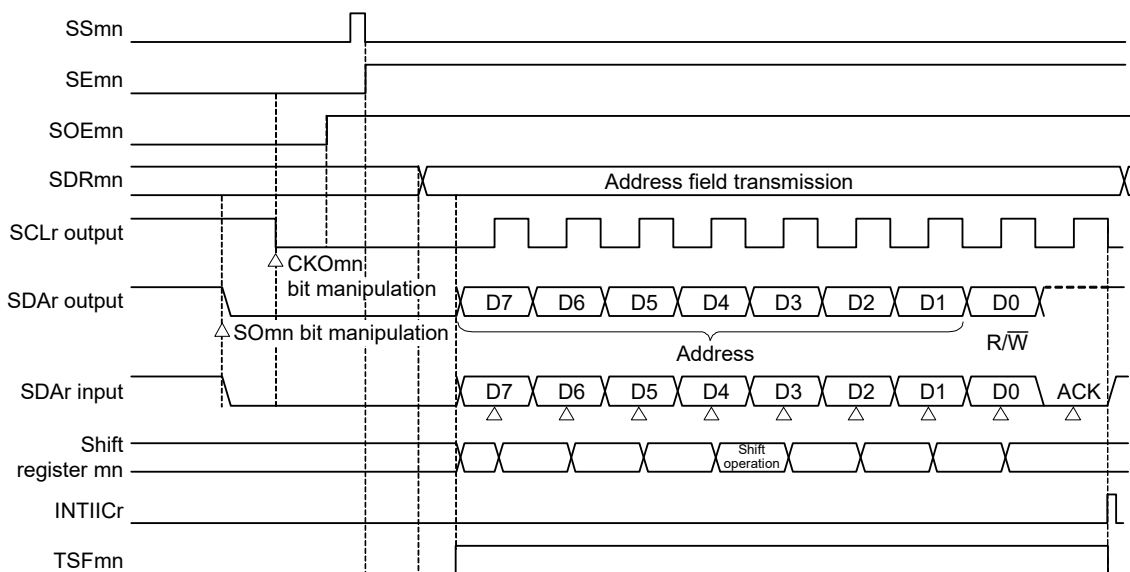 SSmn
SEmn
SOEmn
SDRmn
Address field transmission
SCLr output
CKOmn
bit manipulation
SDAr output
D7 D6 D5 D4 D3 D2 D1 D0
SOmn bit manipulation
Address
R/W̅
SDAr input
D7 D6 D5 D4 D3 D2 D1 D0 ACK
Shift
register mn
Shift
operation
INTIICr
TSFmn